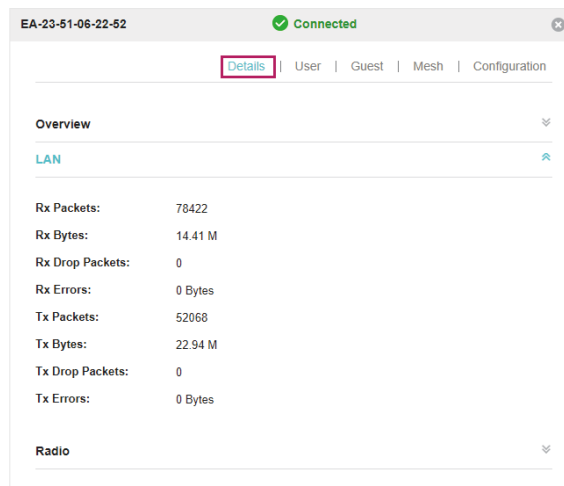 EA-23-51-06-22-52 Connected
Details | User | Guest | Mesh | Configuration
Overview
LAN
Rx Packets: 78422
Rx Bytes: 14.41 M
Rx Drop Packets: 0
Rx Errors: 0 Bytes
Tx Packets: 52068
Tx Bytes: 22.94 M
Tx Drop Packets: 0
Tx Errors: 0 Bytes
Radio